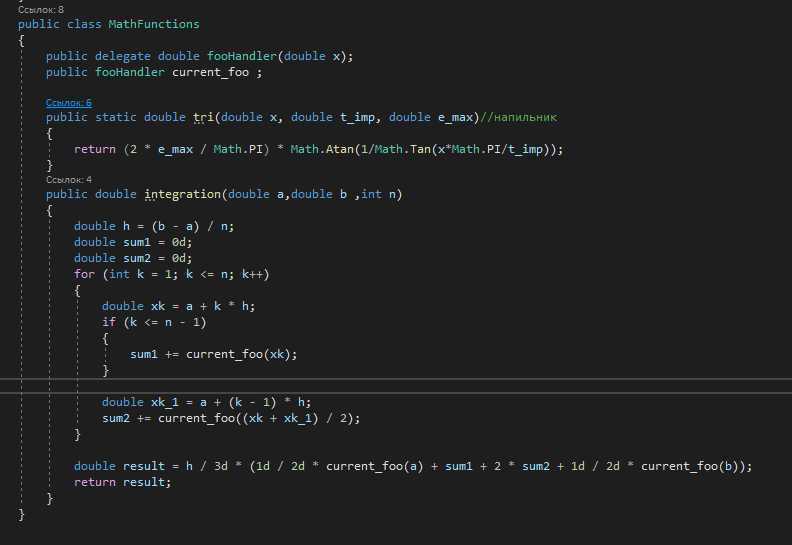 Ссылок: 8
public class MathFunctions
{
public delegate double fooHandler(double x);
public fooHandler current_foo ;
Ссылок: 6
public static double tri(double x, double t_imp, double e_max)//напильник
{
return (2 * e_max / Math.PI) * Math.Atan(1/Math.Tan(x*Math.PI/t_imp));
}
Ссылок: 4
public double integration(double a,double b ,int n)
{
double h = (b - a) / n;
double sum1 = 0d;
double sum2 = 0d;
for (int k = 1; k <= n; k++)
{
double xk = a + k * h;
if (k <= n - 1)
{
sum1 += current_foo(xk);
}
double xk_1 = a + (k - 1) * h;
sum2 += current_foo((xk + xk_1) / 2);
}
double result = h / 3d * (1d / 2d * current_foo(a) + sum1 + 2 * sum2 + 1d / 2d * current_foo(b));
return result;
}
}